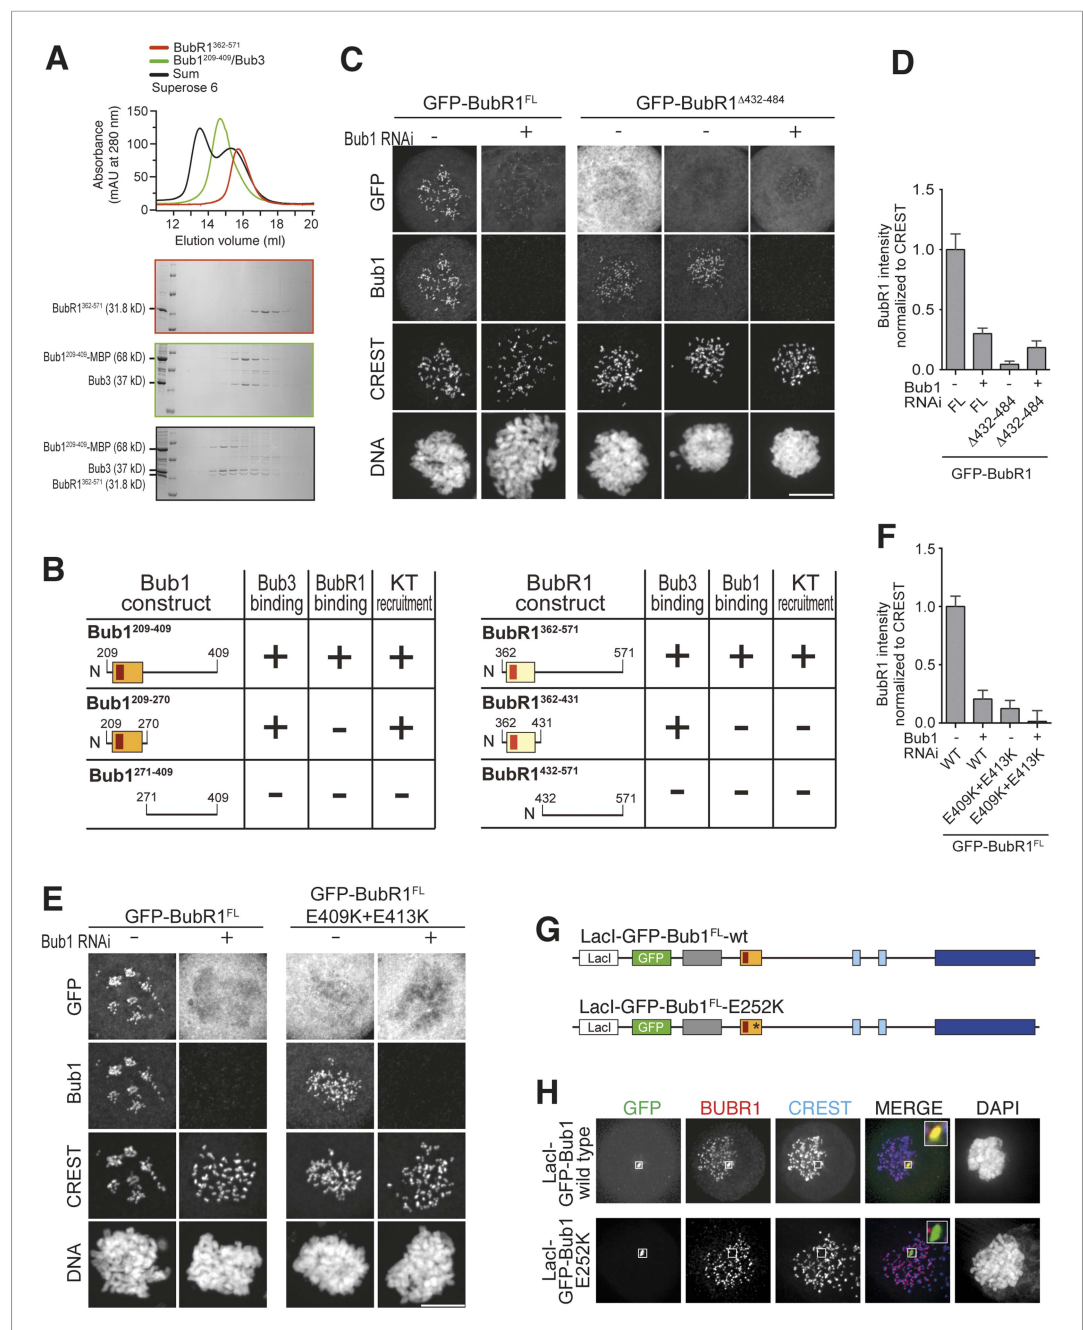 A
BubR1362-571
Bub1209-409/Bub3
Sum
Superose 6
Absorbance
(mAU at 280 nm)
150
100
50
0
12 14 16 18 20
Elution volume (ml)
BubR1362-571 (31.8 kD)
Bub1209-409-MBP (68 kD)
Bub3 (37 kD)
Bub1209-409-MBP (68 kD)
Bub3 (37 kD)
BubR1362-571 (31.8 kD)
C
GFP-BubR1FL GFP-BubR1Δ432-484
Bub1 RNAi - + - - +
GFP
Bub1
CREST
DNA
D
BubR1 intensity
normalized to CREST
1.5
1.0
0.5
0.0
Bub1 RNAi - + - +
FL FL Δ432-484 Δ432-484
GFP-BubR1
B
Bub1 construct Bub3 binding BubR1 binding KT recruitment
Bub1209-409
209 409
N + + +
Bub1209-270
209 270
N + - +
Bub1271-409
271 409
- - -
BubR1 construct Bub3 binding Bub1 binding KT recruitment
BubR1362-571
362 571
N + + +
BubR1362-431
362 431
N + - -
BubR1432-571
432 571
N - - -
F
BubR1 intensity
normalized to CREST
1.5
1.0
0.5
0.0
Bub1 RNAi - + - +
WT WT E409K+E413K E409K+E413K
GFP-BubR1FL
E
GFP-BubR1FL GFP-BubR1FL E409K+E413K
Bub1 RNAi - + - +
GFP
Bub1
CREST
DNA
G
LacI-GFP-Bub1FL-wt
LacI GFP
LacI-GFP-Bub1FL-E252K
LacI GFP *
H
GFP BUBR1 CREST MERGE DAPI
LacI-
GFP-Bub1
wild type
LacI-
GFP-Bub1
E252K